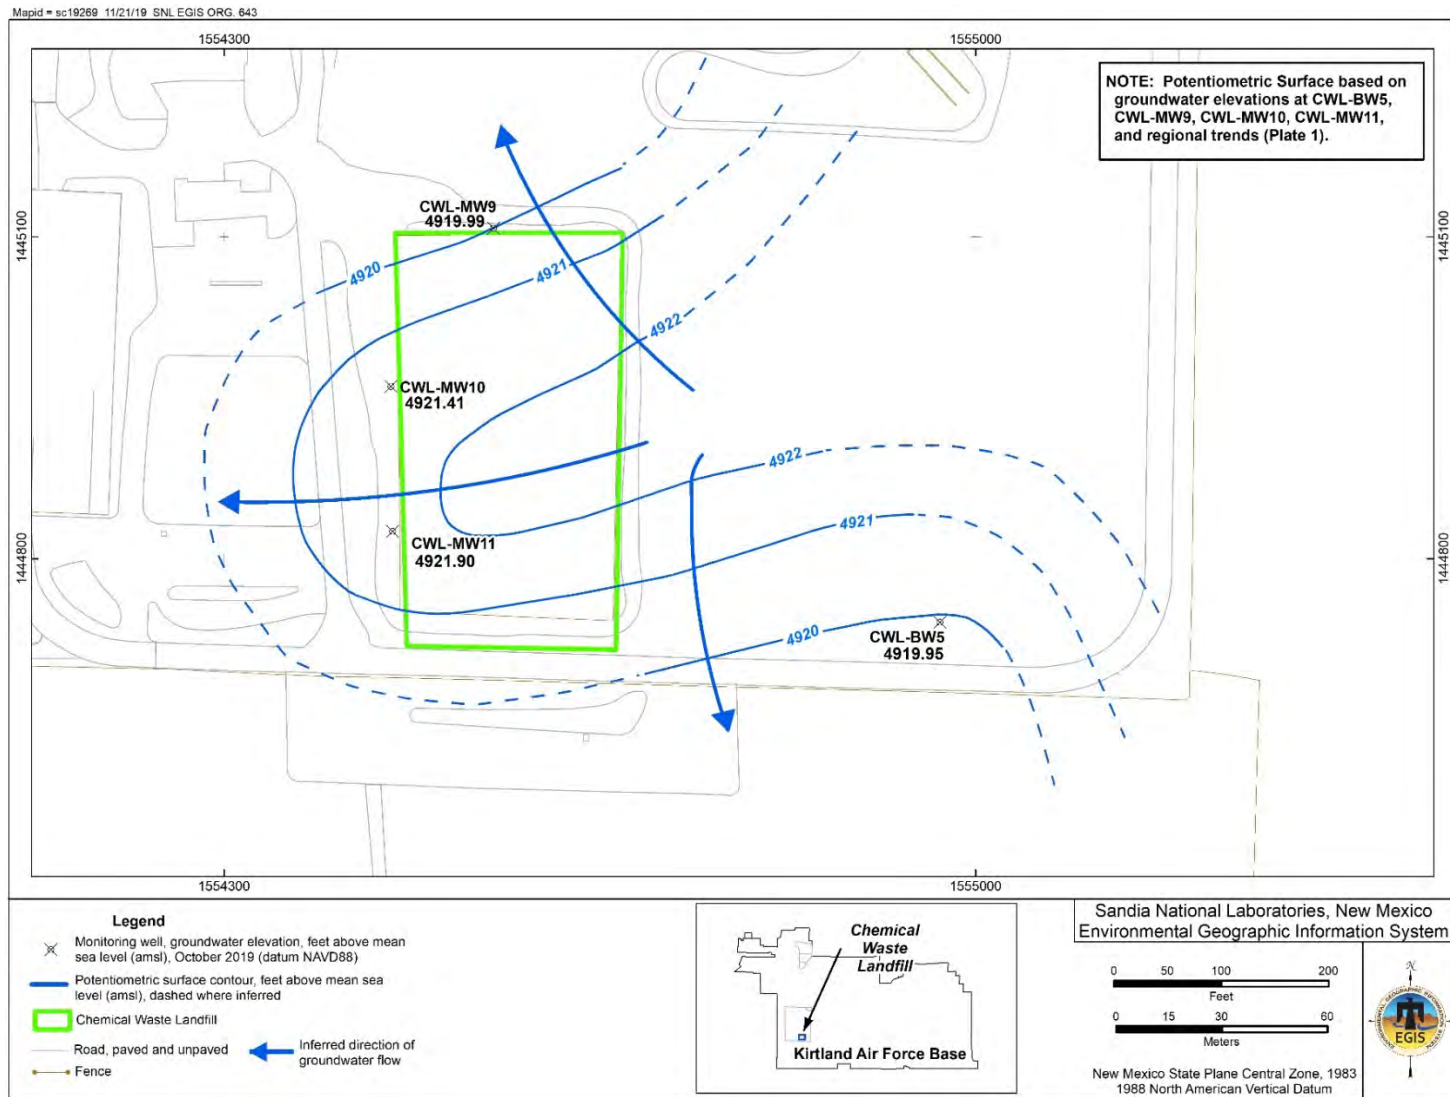 Mapid = sc19269 11/21/19 SNL EGIS ORG. 643
1554300
1555000
NOTE: Potentiometric Surface based on
groundwater elevations at CWL-BW5,
CWL-MW9, CWL-MW10, CWL-MW11,
and regional trends (Plate 1).
CWL-MW9
4919.99
1445100
1445100
4920
4921
4922
CWL-MW10
4921.41
4922
4921
CWL-MW11
4921.90
1444800
1444800
4920
CWL-BW5
4919.95
1554300
1555000
Legend
Monitoring well, groundwater elevation, feet above mean
sea level (amsl), October 2019 (datum NAVD88)
Potentiometric surface contour, feet above mean sea
level (amsl), dashed where inferred
Chemical Waste Landfill
Road, paved and unpaved
Inferred direction of
groundwater flow
Fence
Chemical
Waste
Landfill
Kirtland Air Force Base
Sandia National Laboratories, New Mexico
Environmental Geographic Information System
0 50 100 200
Feet
0 15 30 60
Meters
New Mexico State Plane Central Zone, 1983
1988 North American Vertical Datum
N
EGIS